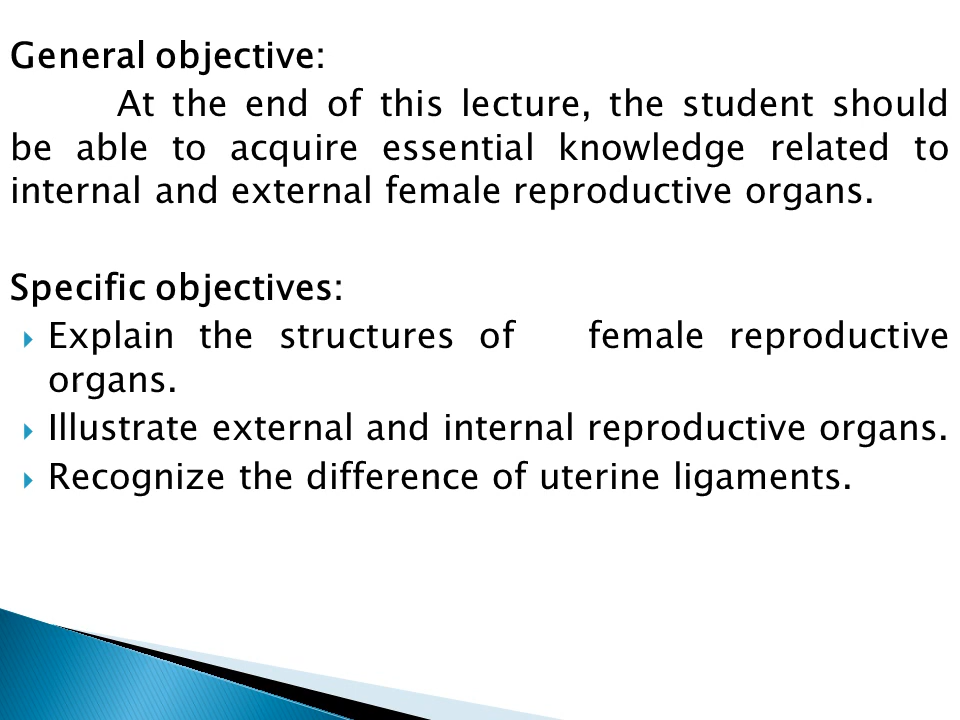 General objective:
At the end of this lecture, the student should
be able to acquire essential knowledge related to
internal and external female reproductive organs.
Specific objectives:
Explain the structures of female reproductive
organs.
Illustrate external and internal reproductive organs.
Recognize the difference of uterine ligaments.